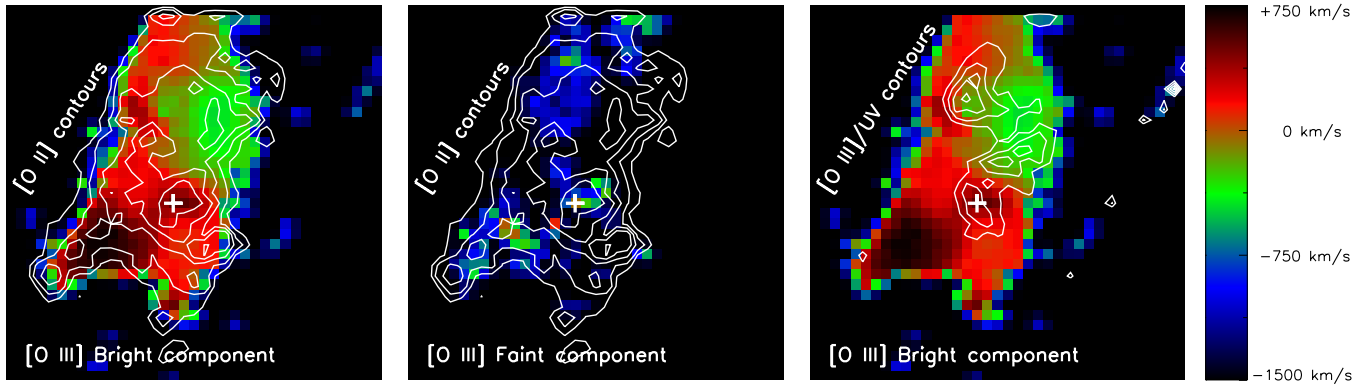 [O II] contours
[O III] Bright component
[O II] contours
[O III] Faint component
[O III]/UV contours
[O III] Bright component
+750 km/s
0 km/s
−750 km/s
−1500 km/s